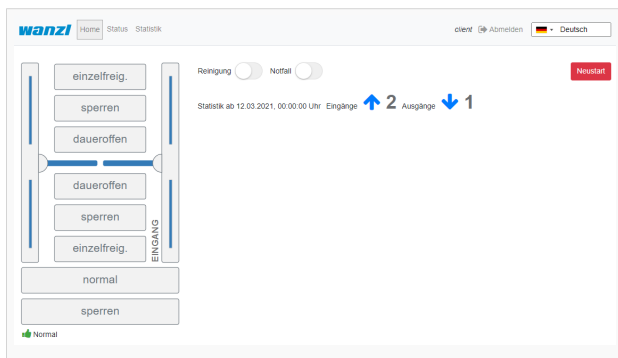 wanzl Home Status Statistik client Abmelden Deutsch
einzelfreig.
sperren
daueroffen
daueroffen
sperren
einzelfreig.
EINGANG
normal
sperren
Normal
Reinigung Notfall Neustart
Statistik ab 12.03.2021, 00:00:00 Uhr Eingänge 2 Ausgänge 1